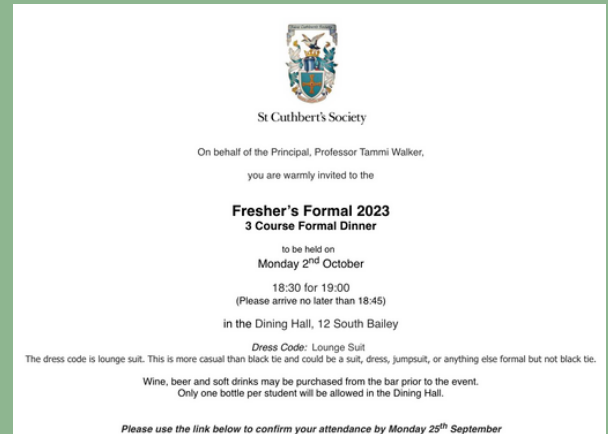 St Cuthbert's Society
On behalf of the Principal, Professor Tammi Walker,
you are warmly invited to the
Fresher's Formal 2023
3 Course Formal Dinner
to be held on
Monday 2nd October
18:30 for 19:00
(Please arrive no later than 18:45)
in the Dining Hall, 12 South Bailey
Dress Code: Lounge Suit
The dress code is lounge suit. This is more casual than black tie and could be a suit, dress, jumpsuit, or anything else formal but not black tie.
Wine, beer and soft drinks may be purchased from the bar prior to the event.
Only one bottle per student will be allowed in the Dining Hall.
Please use the link below to confirm your attendance by Monday 25th September